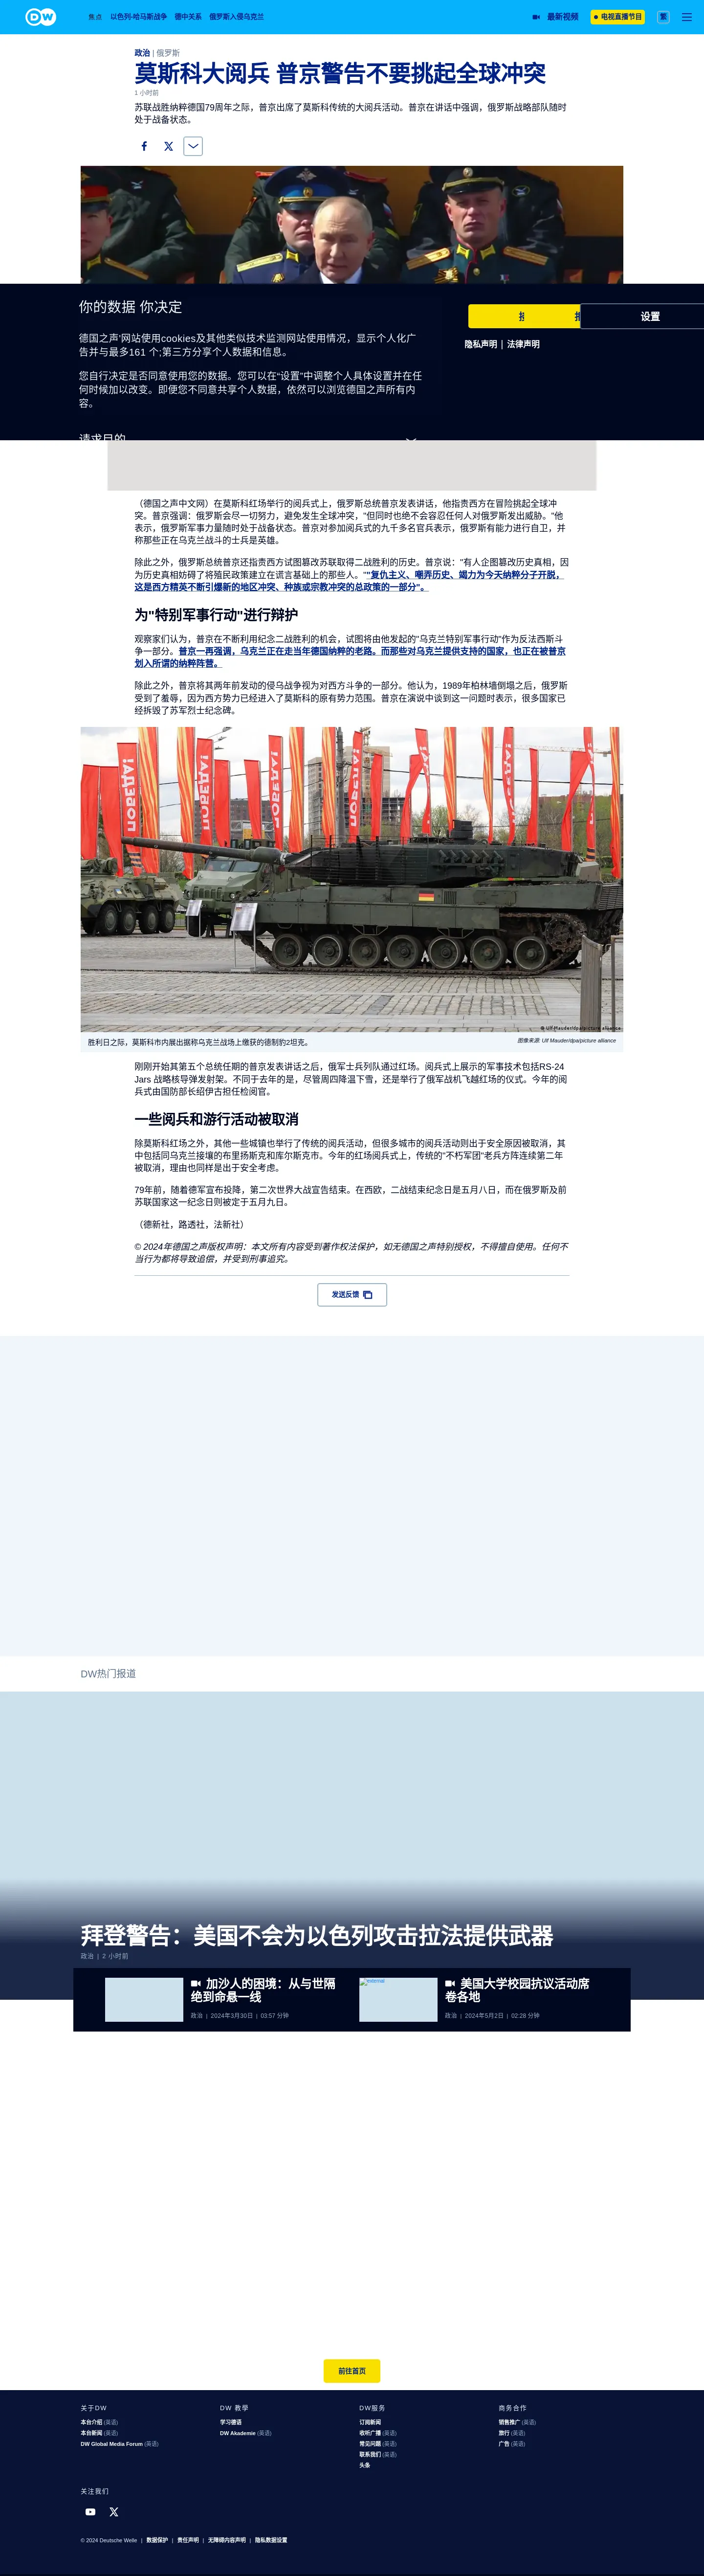 DW
焦点 以色列-哈马斯战争 德中关系 俄罗斯入侵乌克兰
最新视频 电视直播节目 繁
政治 | 俄罗斯
莫斯科大阅兵 普京警告不要挑起全球冲突
1 小时前
苏联战胜纳粹德国79周年之际，普京出席了莫斯科传统的大阅兵活动。普京在讲话中强调，俄罗斯战略部队随时
处于战备状态。
你的数据 你决定
设置
隐私声明 | 法律声明
德国之声'网站使用cookies及其他类似技术监测网站使用情况，显示个人化广
告并与最多161 个;第三方分享个人数据和信息。
您自行决定是否同意使用您的数据。您可以在"设置"中调整个人具体设置并在任
何时候加以改变。即便您不同意共享个人数据，依然可以浏览德国之声所有内
容。
请求目的
（德国之声中文网）在莫斯科红场举行的阅兵式上，俄罗斯总统普京发表讲话，他指责西方在冒险挑起全球冲
突。普京强调：俄罗斯会尽一切努力，避免发生全球冲突，"但同时也绝不会容忍任何人对俄罗斯发出威胁。"他
表示，俄罗斯军事力量随时处于战备状态。普京对参加阅兵式的九千多名官兵表示，俄罗斯有能力进行自卫，并
称那些正在乌克兰战斗的士兵是英雄。
除此之外，俄罗斯总统普京还指责西方试图篡改苏联取得二战胜利的历史。普京说："有人企图篡改历史真相，因
为历史真相妨碍了将殖民政策建立在谎言基础上的那些人。""复仇主义、嘲弄历史、竭力为今天纳粹分子开脱，
这是西方精英不断引爆新的地区冲突、种族或宗教冲突的总政策的一部分"。
为"特别军事行动"进行辩护
观察家们认为，普京在不断利用纪念二战胜利的机会，试图将由他发起的"乌克兰特别军事行动"作为反法西斯斗
争一部分。普京一再强调，乌克兰正在走当年德国纳粹的老路。而那些对乌克兰提供支持的国家，也正在被普京
划入所谓的纳粹阵营。
除此之外，普京将其两年前发动的侵乌战争视为对西方斗争的一部分。他认为，1989年柏林墙倒塌之后，俄罗斯
受到了羞辱，因为西方势力已经进入了莫斯科的原有势力范围。普京在演说中谈到这一问题时表示，很多国家已
经拆毁了苏军烈士纪念碑。
ПОБЕДА! ПОБЕДА! ПОБЕДА! ПОБЕДА!
© Ulf Mauder/dpa/picture alliance
胜利日之际，莫斯科市内展出据称乌克兰战场上缴获的德制豹2坦克。
图像来源: Ulf Mauder/dpa/picture alliance
刚刚开始其第五个总统任期的普京发表讲话之后，俄军士兵列队通过红场。阅兵式上展示的军事技术包括RS-24
Jars 战略核导弹发射架。不同于去年的是，尽管周四降温下雪，还是举行了俄军战机飞越红场的仪式。今年的阅
兵式由国防部长绍伊古担任检阅官。
一些阅兵和游行活动被取消
除莫斯科红场之外，其他一些城镇也举行了传统的阅兵活动，但很多城市的阅兵活动则出于安全原因被取消，其
中包括同乌克兰接壤的布里扬斯克和库尔斯克市。今年的红场阅兵式上，传统的"不朽军团"老兵方阵连续第二年
被取消，理由也同样是出于安全考虑。
79年前，随着德军宣布投降，第二次世界大战宣告结束。在西欧，二战结束纪念日是五月八日，而在俄罗斯及前
苏联国家这一纪念日则被定于五月九日。
（德新社，路透社，法新社）
© 2024年德国之声版权声明：本文所有内容受到著作权法保护，如无德国之声特别授权，不得擅自使用。任何不
当行为都将导致追偿，并受到刑事追究。
发送反馈
DW热门报道
拜登警告：美国不会为以色列攻击拉法提供武器
政治 | 2 小时前
加沙人的困境：从与世隔
绝到命悬一线
政治 | 2024年3月30日 | 03:57 分钟
external
美国大学校园抗议活动席
卷各地
政治 | 2024年5月2日 | 02:28 分钟
前往首页
关于DW
本台介绍 (英语)
本台新闻 (英语)
DW Global Media Forum (英语)
DW 教學
学习德语
DW Akademie (英语)
DW服务
订阅新闻
收听广播 (英语)
常见问题 (英语)
联系我们 (英语)
头条
商务合作
销售推广 (英语)
旅行 (英语)
广告 (英语)
关注我们
© 2024 Deutsche Welle | 数据保护 | 责任声明 | 无障碍内容声明 | 隐私数据设置